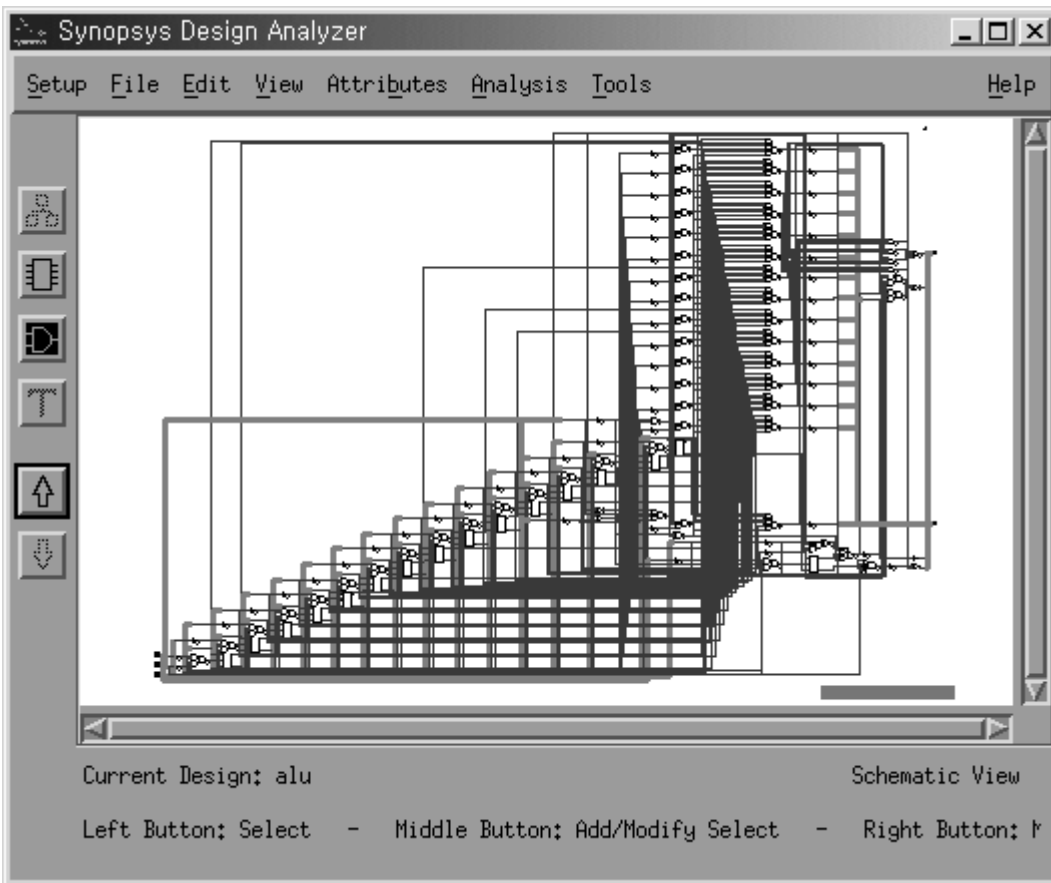 Synopsys Design Analyzer
Setup File Edit View Attributes Analysis Tools Help
Current Design: alu Schematic View
Left Button: Select - Middle Button: Add/Modify Select - Right Button: